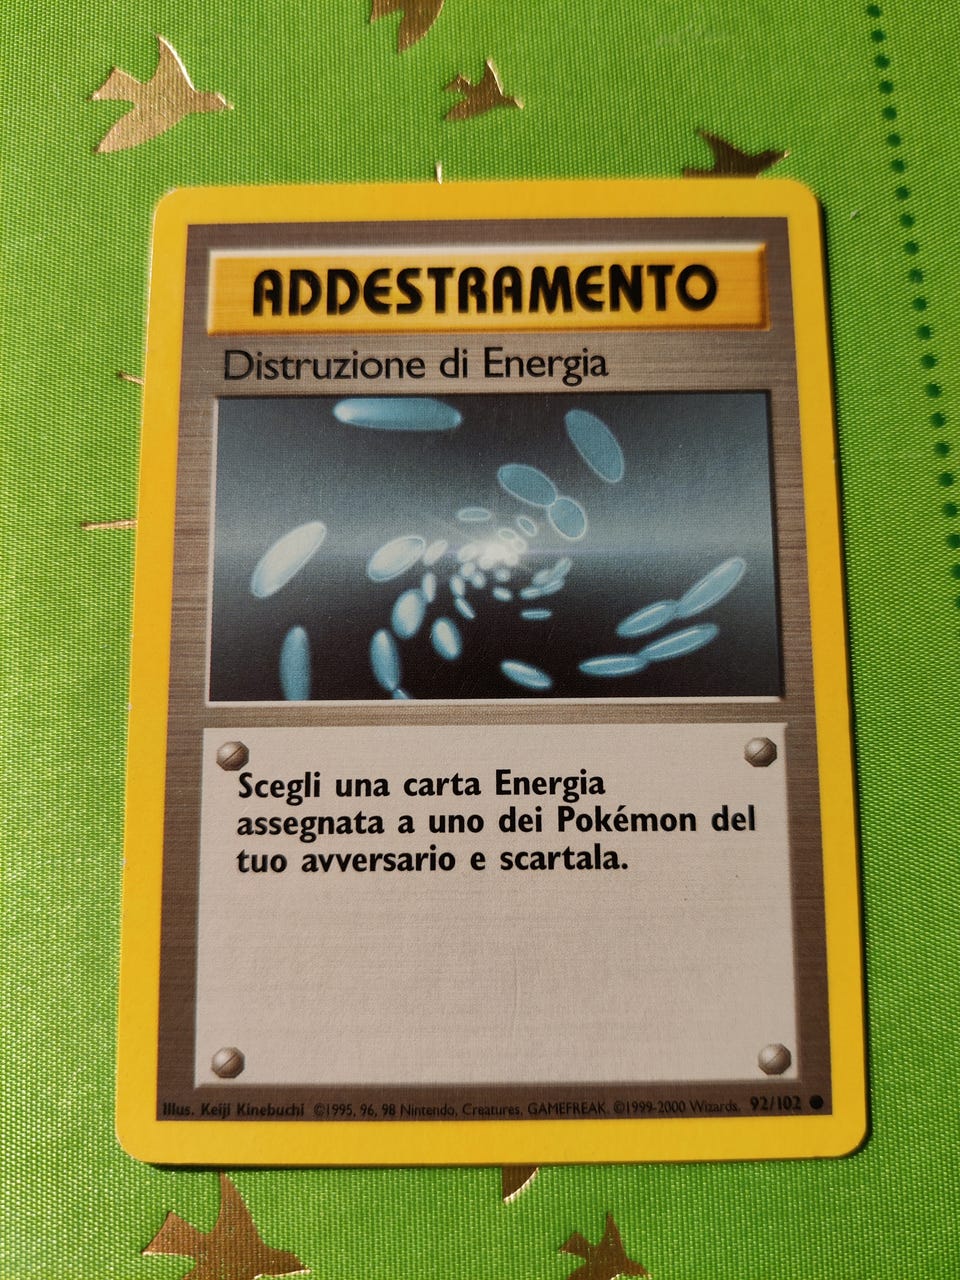 ADDESTRAMENTO
Distruzione di Energia
Scegli una carta Energia
assegnata a uno dei Pokémon del
tuo avversario e scartala.
Illus. Keiji Kinebuchi ©1995, 96, 98 Nintendo, Creatures, GAMEFREAK. ©1999-2000 Wizards. 92/102 ●